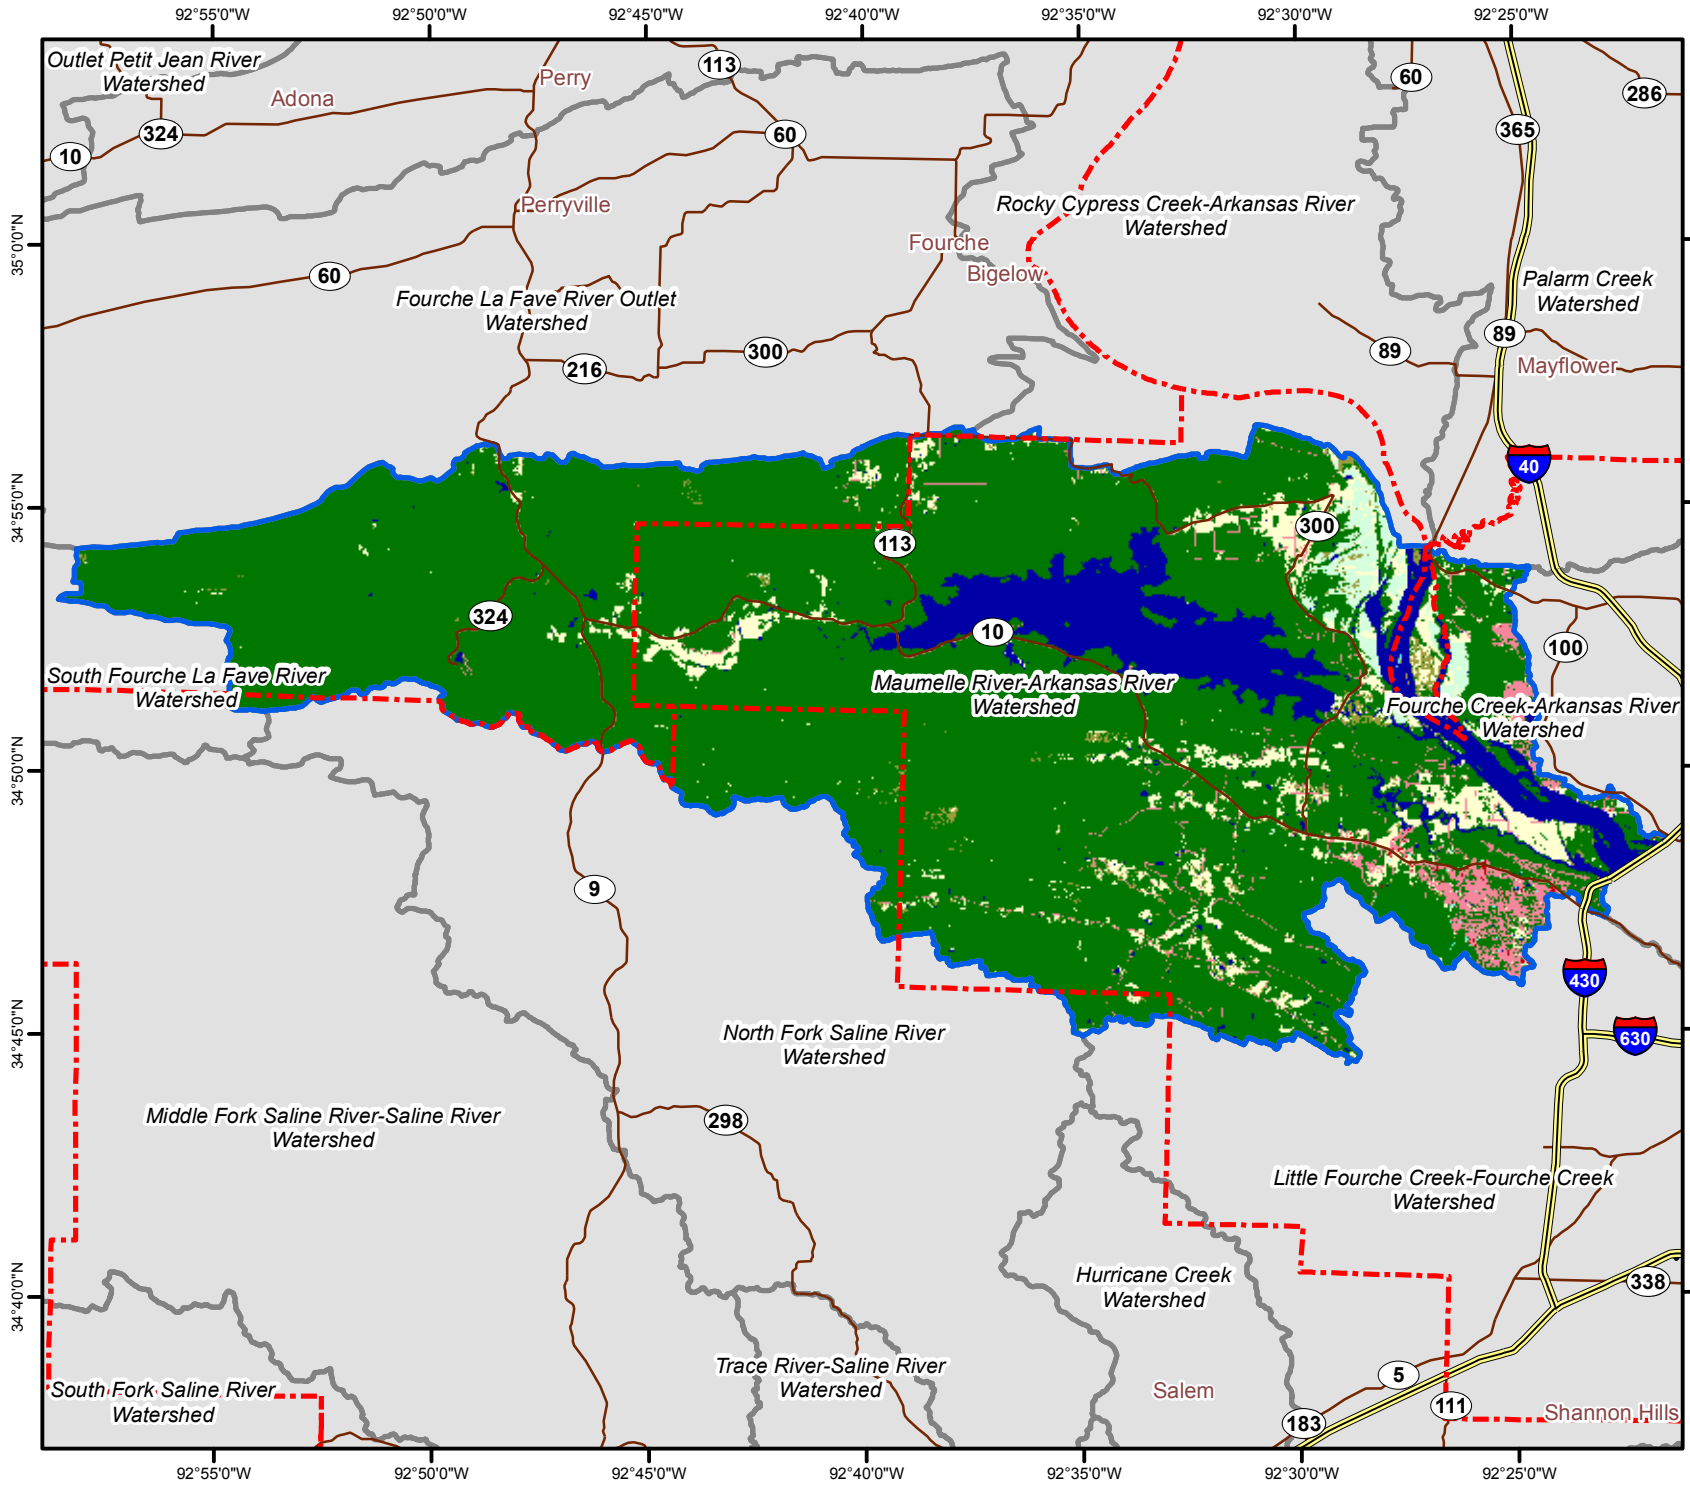 92°55'0"W
92°50'0"W
92°45'0"W
92°40'0"W
92°35'0"W
92°30'0"W
92°25'0"W
Outlet Petit Jean River
Watershed
Adona
Perry
113
60
286
324
10
60
365
Perryville
Rocky Cypress Creek-Arkansas River
Watershed
35°0'0"N
Fourche
Bigelow
60
Fourche La Fave River Outlet
Watershed
Palarm Creek
Watershed
216
300
89
89
Mayflower
40
34°55'0"N
113
300
324
10
100
South Fourche La Fave River
Watershed
Maumelle River-Arkansas River
Watershed
Fourche Creek-Arkansas River
Watershed
34°50'0"N
9
430
34°45'0"N
North Fork Saline River
Watershed
630
Middle Fork Saline River-Saline River
Watershed
298
Little Fourche Creek-Fourche Creek
Watershed
34°40'0"N
Hurricane Creek
Watershed
338
Trace River-Saline River
Watershed
South Fork Saline River
Watershed
Salem
5
111
183
Shannon Hills
92°55'0"W
92°50'0"W
92°45'0"W
92°40'0"W
92°35'0"W
92°30'0"W
92°25'0"W